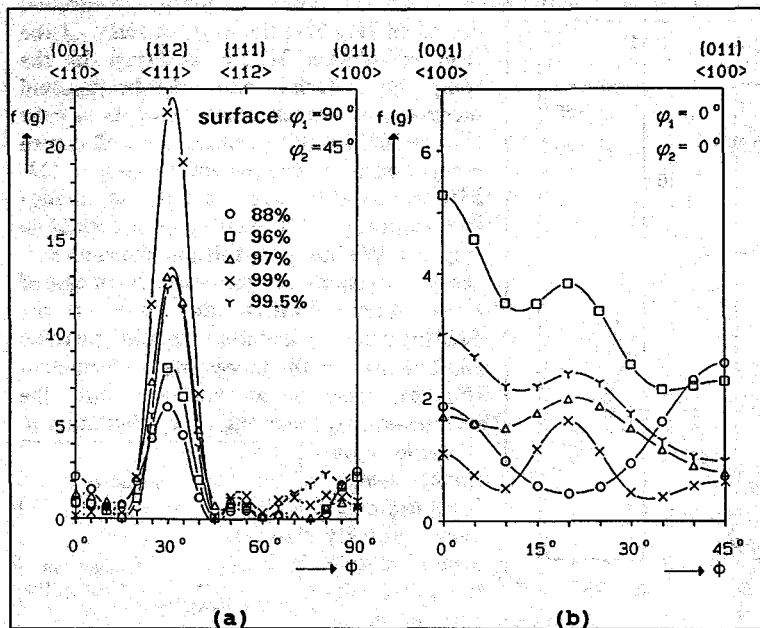 {001} {112} {111} {011}
<110> <111> <112> <100>
f (g)
surface φ₁=90°
φ₂=45°
88%
96%
97%
99%
99.5%
20
15
10
5
0
0° 30° 60° 90°
Φ
(a)
{001} {011}
<100> <100>
f (g)
φ₁=0°
φ₂=0°
6
4
2
0
0° 15° 30° 45°
Φ
(b)